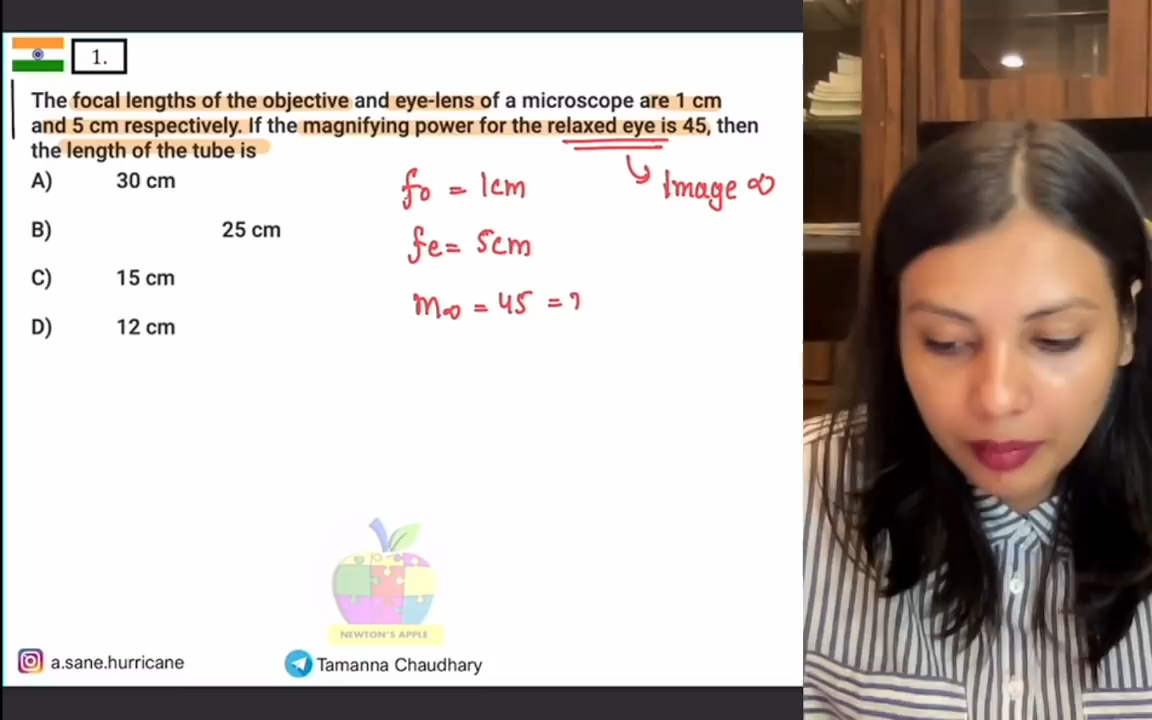 1.
The focal lengths of the objective and eye-lens of a microscope are 1 cm
and 5 cm respectively. If the magnifying power for the relaxed eye is 45, then
the length of the tube is
A) 30 cm
B) 25 cm
C) 15 cm
D) 12 cm
fo = 1cm
Image ∞
fe = 5cm
m∞ = 45 =
NEWTON'S APPLE
a.sane.hurricane
Tamanna Chaudhary